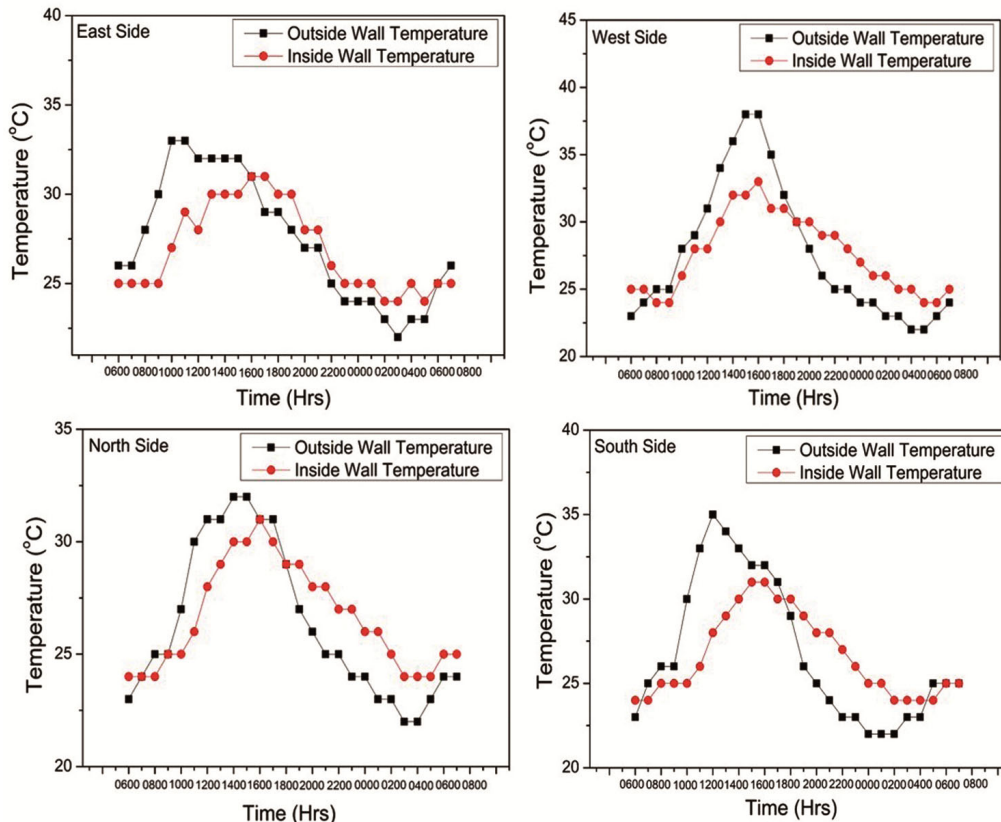 East Side
Outside Wall Temperature
Inside Wall Temperature
40
35
30
25
Temperature (°C)
0600 0800 1000 1200 1400 1600 1800 2000 2200 2400 0000 0200 0400 0600 0800
Time (Hrs)
West Side
Outside Wall Temperature
Inside Wall Temperature
45
40
35
30
25
20
Temperature (°C)
0600 0800 1000 1200 1400 1600 1800 2000 2200 0000 0200 0400 0600 0800
Time (Hrs)
North Side
Outside Wall Temperature
Inside Wall Temperature
35
30
25
20
Temperature (°C)
0600 0800 1000 1200 1400 1600 1800 2000 2200 0000 0200 0400 0600 0800
Time (Hrs)
South Side
Outside Wall Temperature
Inside Wall Temperature
40
35
30
25
20
Temperature (°C)
0600 0800 1000 1200 1400 1600 1800 2000 2200 0000 0200 0400 0600 0800
Time (Hrs)